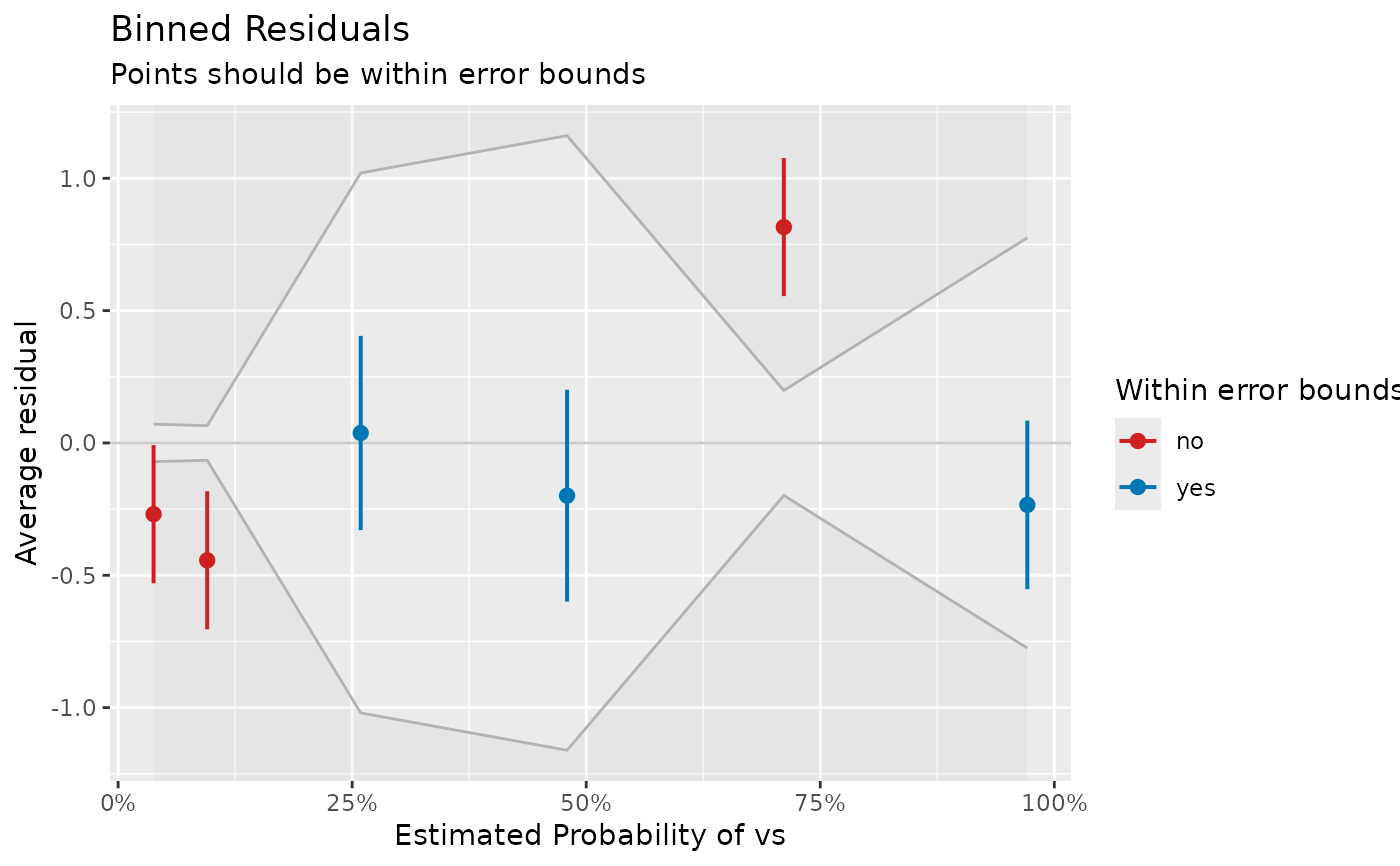 Binned Residuals
Points should be within error bounds
Average residual
1.0
0.5
0.0
-0.5
-1.0
0%
25%
50%
75%
100%
Estimated Probability of vs
Within error bounds
no
yes